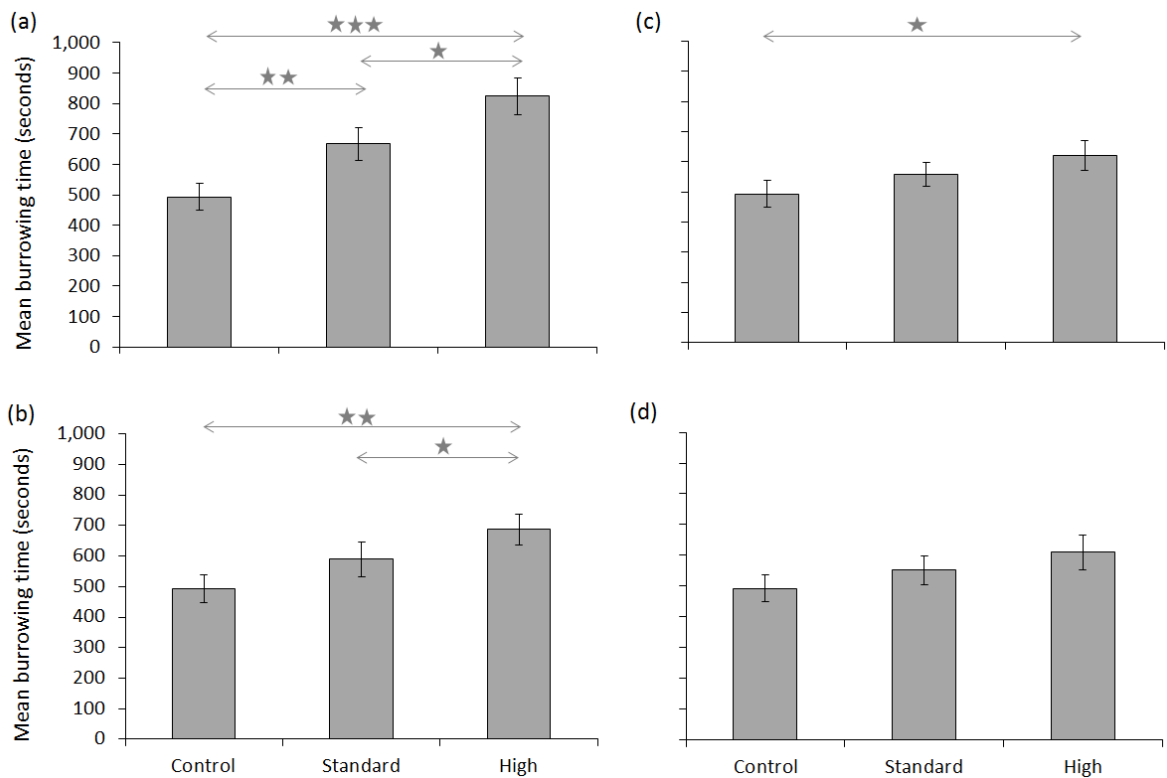 (a)
Mean burrowing time (seconds)
1,000
900
800
700
600
500
400
300
200
100
0
(c)
(b)
Mean burrowing time (seconds)
1,000
900
800
700
600
500
400
300
200
100
0
Control Standard High
(d)
Control Standard High